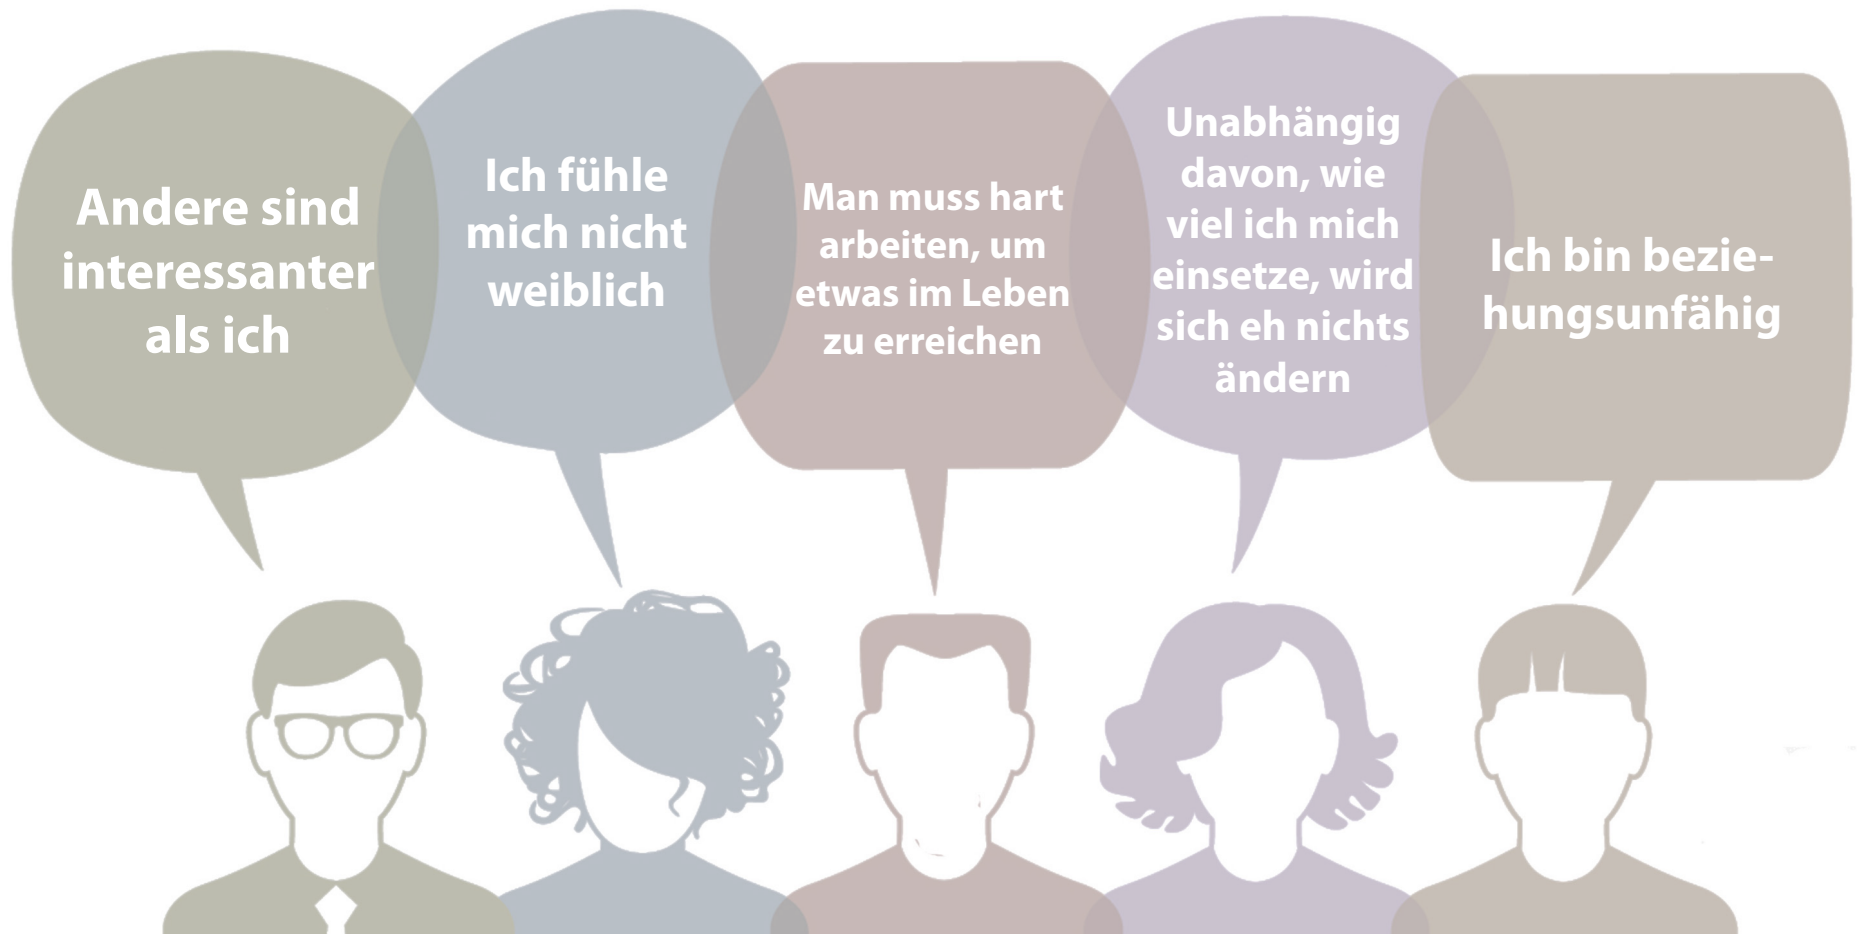 Andere sind
interessanter
als ich
Ich fühle
mich nicht
weiblich
Man muss hart
arbeiten, um
etwas im Leben
zu erreichen
Unabhängig
davon, wie
viel ich mich
einsetze, wird
sich eh nichts
ändern
Ich bin bezie-
hungsunfähig